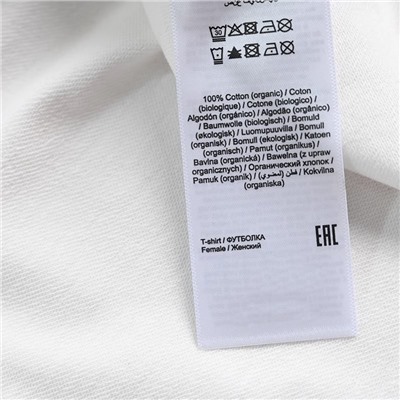 30
100% Cotton (organic) / Coton
(biologique) / Cotone (biologico) /
Algodón (orgánico) / Algodão (orgânico)
/ Baumwolle (biologisch) / Bomuld
(økologisk) / Luomupuuvilla / Bomull
(økologisk) / Bomull (ekologisk) / Katoen
(organisch) / Pamut (organikus) /
Bavlna (organická) / Bawełna (z upraw
organicznych) / Органический хлопок /
Pamuk (organik) / قطن (عضوي) / Kokvilna
(organiska)
T-shirt / ФУТБОЛКА
Female / Женский
EAC